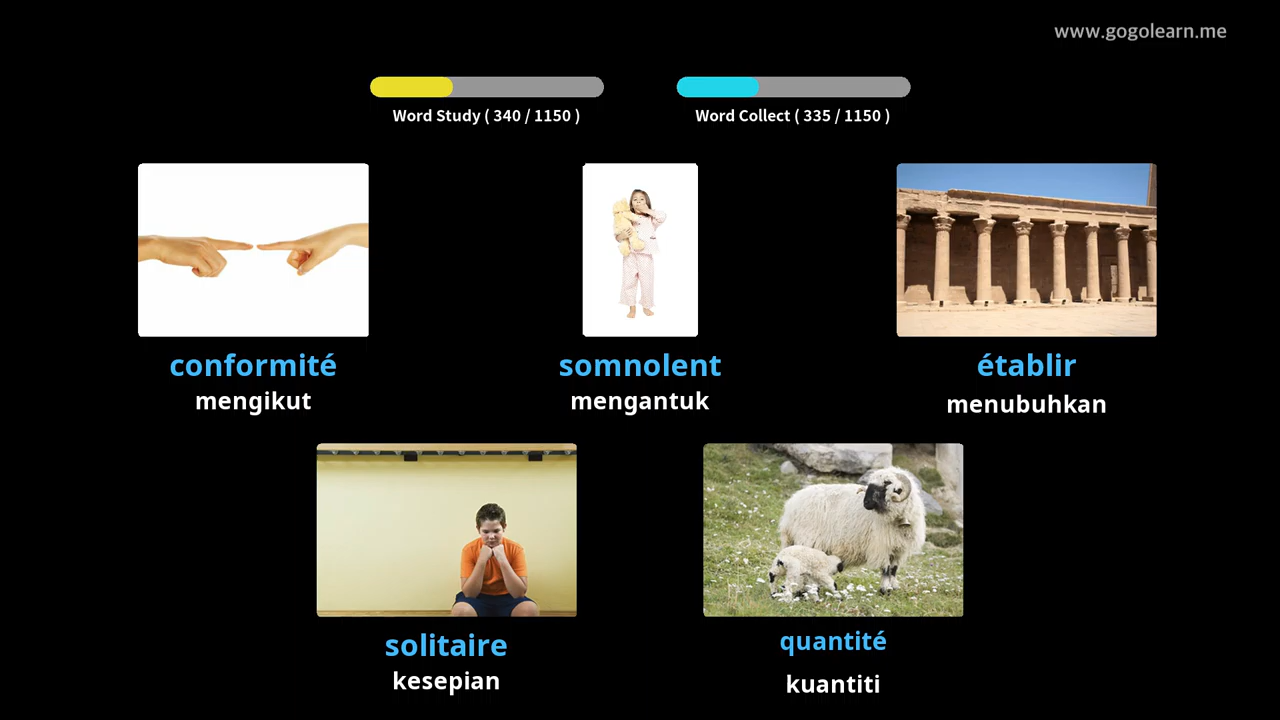 www.gogolearn.me
Word Study ( 340 / 1150 )
Word Collect ( 335 / 1150 )
conformité
mengikut
somnolent
mengantuk
établir
menubuhkan
solitaire
kesepian
quantité
kuantiti